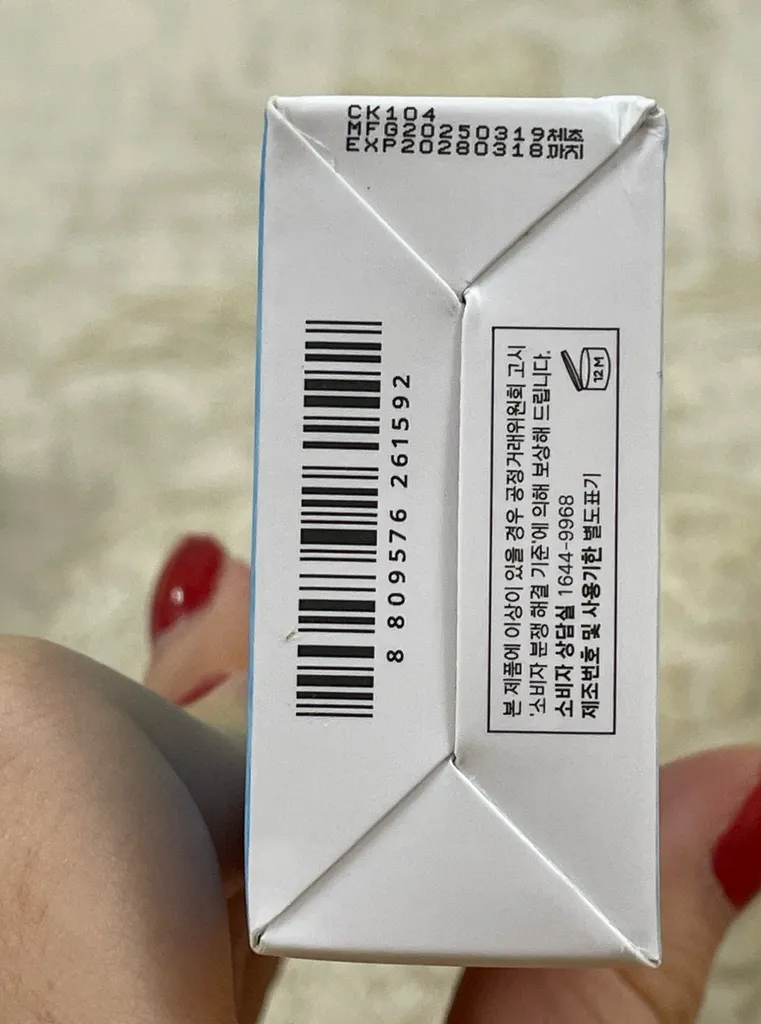 CK104
MFG20250319제조
EXP20280318까지
8 809576 261592
본 제품에 이상이 있을 경우 공정거래위원회 고시
'소비자 분쟁 해결 기준'에 의해 보상해 드립니다.
소비자 상담실 1644-9968
제조번호 및 사용기한 별도표기
12M